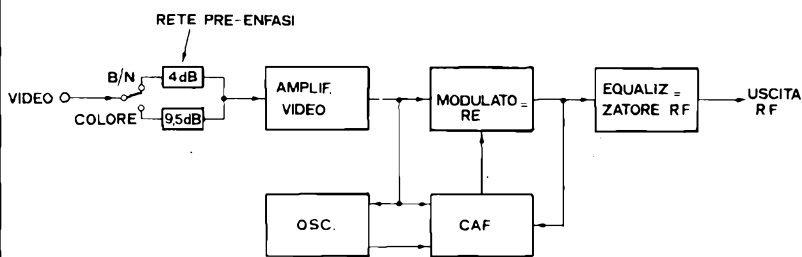 RETE PRE-ENFASI
B/N
4dB
VIDEO
COLORE
9,5dB
AMPLIF.
VIDEO
MODULATO=
RE
EQUALIZ=
ZATORE RF
USCITA
RF
OSC.
CAF